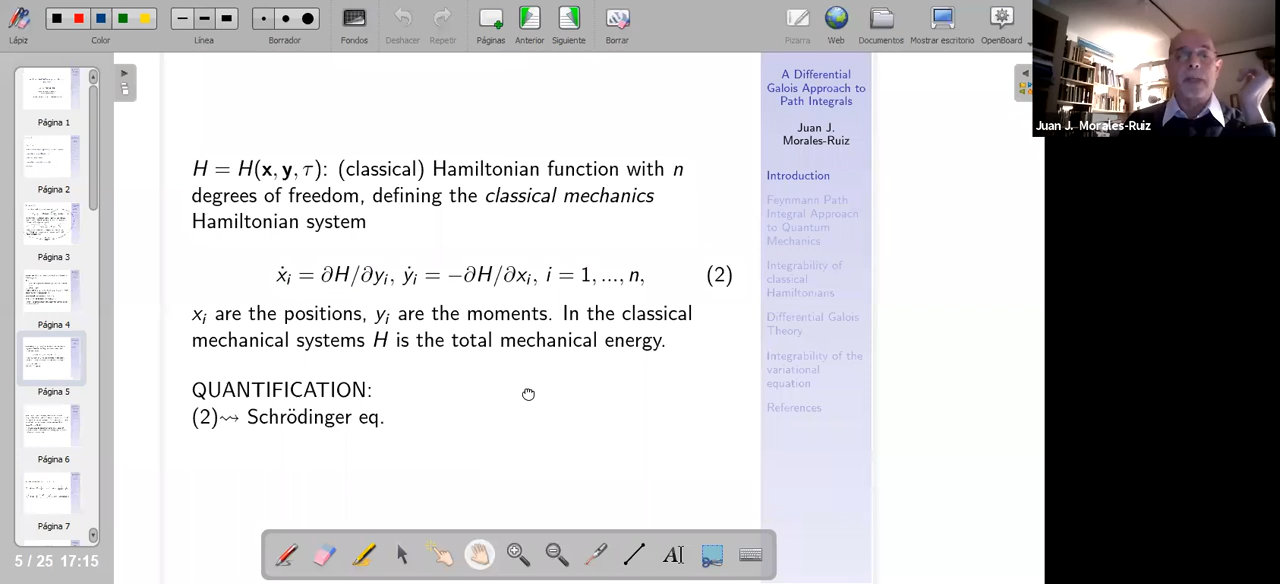 Lápiz
Color
Línea
Borrador
Fondos
Deshacer
Repetir
Páginas
Anterior
Siguiente
Borrar
Pizarra
Web
Documentos
Mostrar escritorio
OpenBoard
Página 1
Página 2
Página 3
Página 4
Página 5
Página 6
Página 7
5 / 25 17:15
H = H(x, y, τ): (classical) Hamiltonian function with n
degrees of freedom, defining the classical mechanics
Hamiltonian system
ẋᵢ = ∂H/∂yᵢ, ẏᵢ = −∂H/∂xᵢ, i = 1, ..., n, (2)
xᵢ are the positions, yᵢ are the moments. In the classical
mechanical systems H is the total mechanical energy.
QUANTIFICATION:
(2)⇝ Schrödinger eq.
A Differential
Galois Approach to
Path Integrals
Juan J.
Morales-Ruiz
Introduction
Feynmann Path
Integral Approach
to Quantum
Mechanics
Integrability of
classical
Hamiltonians
Differential Galois
Theory
Integrability of the
variational
equation
References
Juan J. Morales-Ruiz
AI